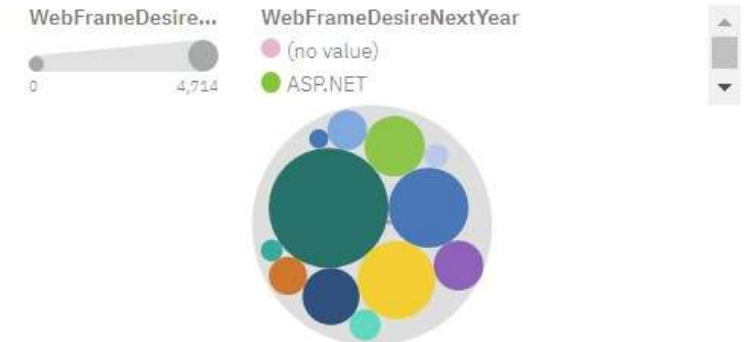 WebFrameDesire...
0 4,714
WebFrameDesireNextYear
(no value)
ASP.NET